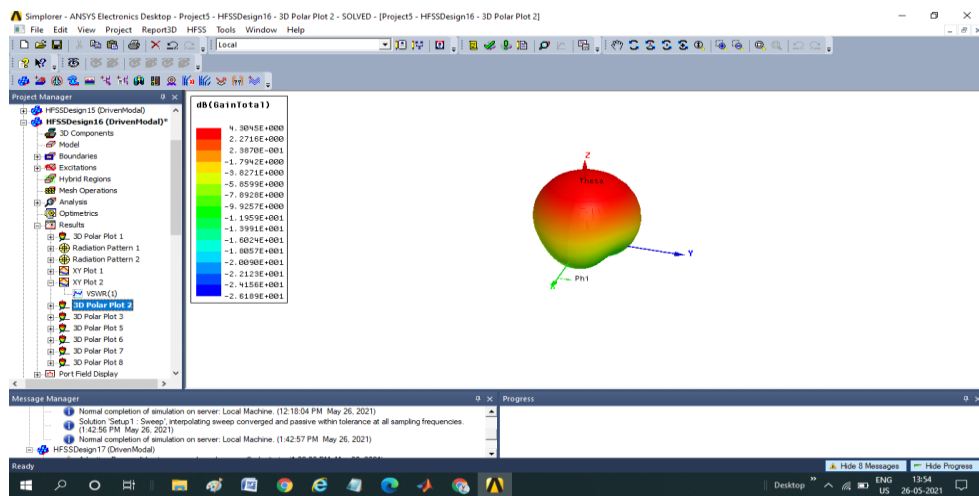 Simplorer - ANSYS Electronics Desktop - Project5 - HFSSDesign16 - 3D Polar Plot 2 - SOLVED - [Project5 - HFSSDesign16 - 3D Polar Plot 2]
File Edit View Project Report3D HFSS Tools Window Help
Local
Project Manager
HFSSDesign15 (DrivenModal)
HFSSDesign16 (DrivenModal)*
3D Components
Model
Boundaries
Excitations
Hybrid Regions
Mesh Operations
Analysis
Optimetrics
Results
3D Polar Plot 1
Radiation Pattern 1
Radiation Pattern 2
XY Plot 1
XY Plot 2
VSWR(1)
3D Polar Plot 2
3D Polar Plot 3
3D Polar Plot 5
3D Polar Plot 6
3D Polar Plot 7
3D Polar Plot 8
Port Field Display
dB(GainTotal)
4.3045E+000
2.2716E+000
2.3870E-001
-1.7942E+000
-3.8271E+000
-5.8599E+000
-7.8928E+000
-9.9257E+000
-1.1959E+001
-1.3991E+001
-1.6024E+001
-1.8057E+001
-2.0090E+001
-2.2123E+001
-2.4156E+001
-2.6189E+001
Z
Theta
Y
Phi
X
Message Manager
Normal completion of simulation on server: Local Machine. (12:18:04 PM May 26, 2021)
Solution 'Setup1 : Sweep', interpolating sweep converged and passive within tolerance at all sampling frequencies.
(1:42:56 PM May 26, 2021)
Normal completion of simulation on server: Local Machine. (1:42:57 PM May 26, 2021)
HFSSDesign17 (DrivenModal)
Progress
Ready
Hide 8 Messages
Hide Progress
Desktop
ENG
US
13:54
26-05-2021